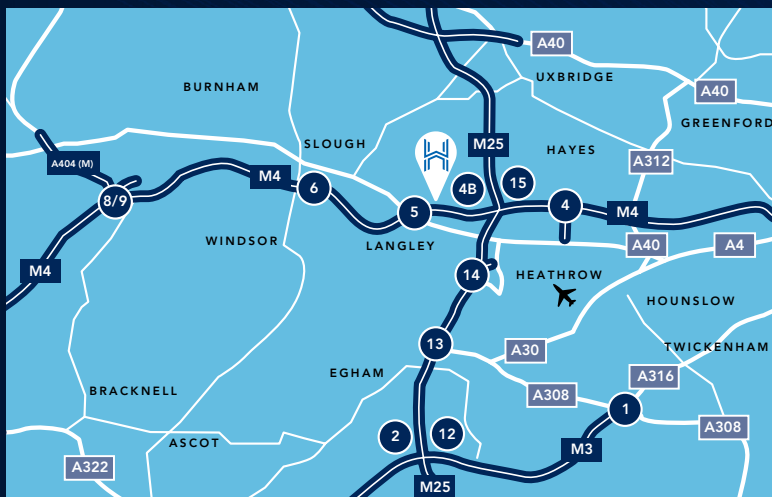 A40
UXBRIDGE
BURNHAM
A40
GREENFORD
SLOUGH
M25
HAYES
A312
A404 (M)
M4
6
4B
15
8/9
5
4
M4
WINDSOR
LANGLEY
A40
A4
M4
14
HEATHROW
HOUNSLOW
13
A30
TWICKENHAM
EGHAM
A316
BRACKNELL
A308
1
A308
ASCOT
2
12
M3
A322
M25